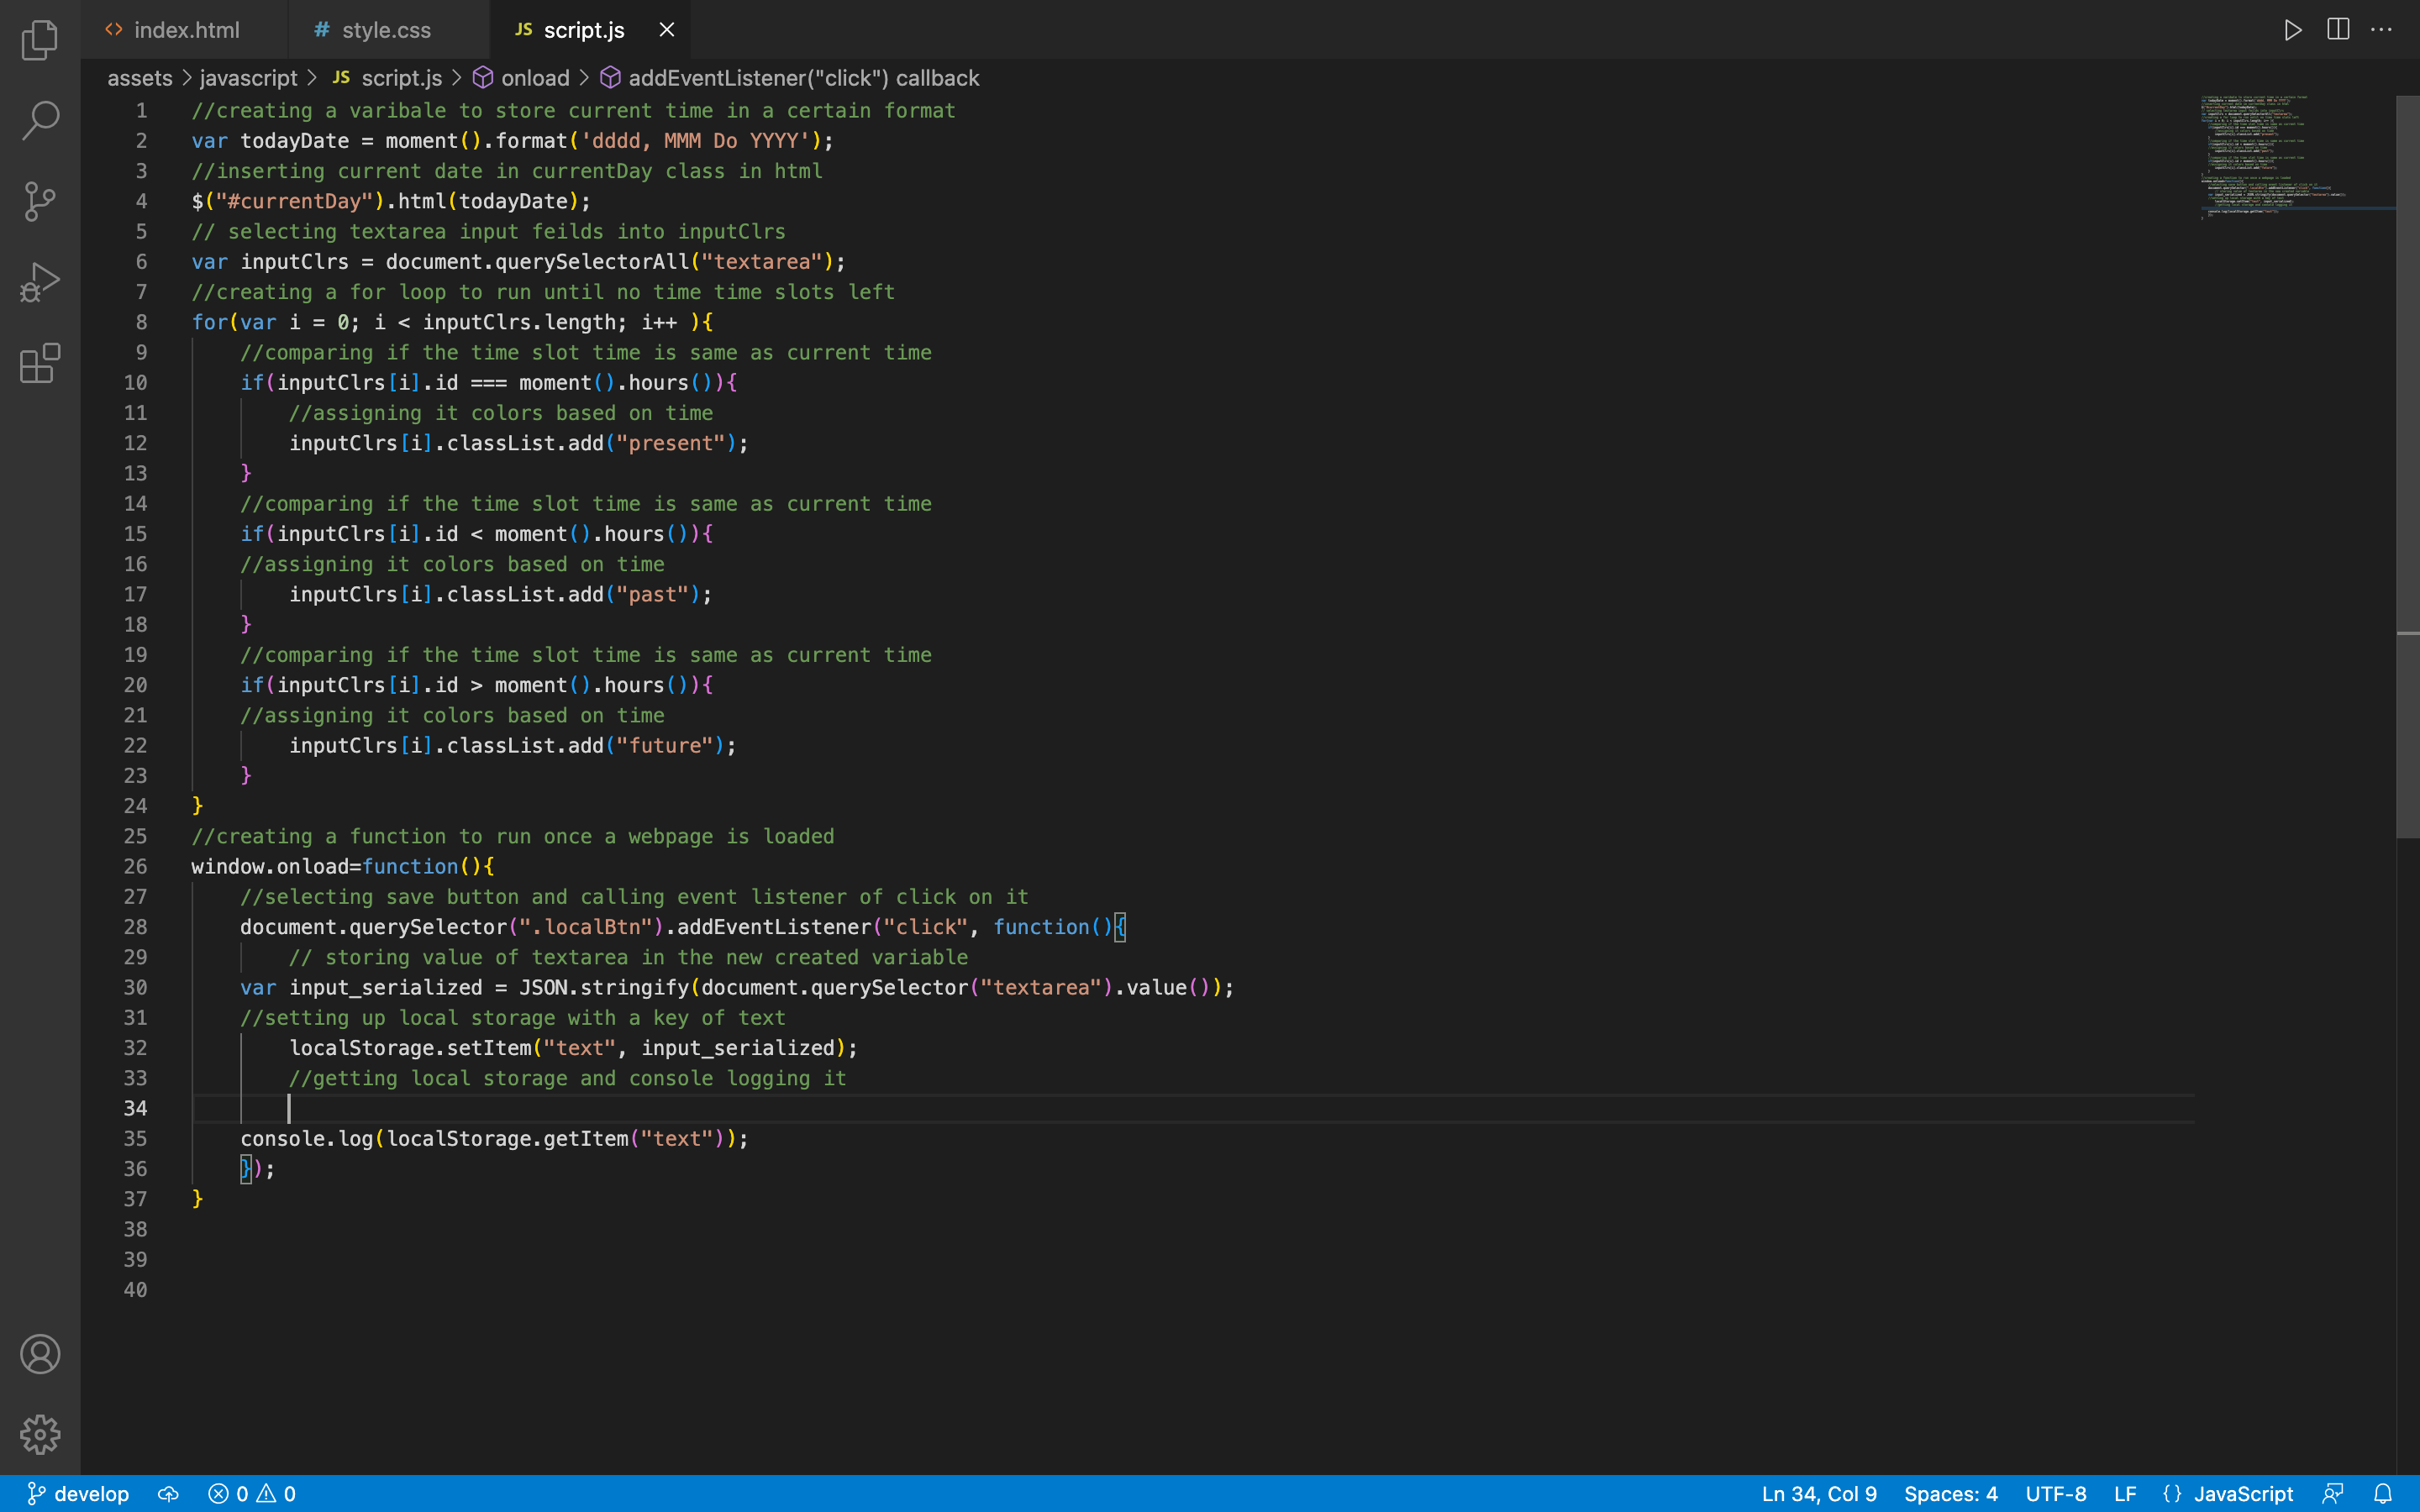 index.html
style.css
JS script.js
assets > javascript > JS script.js > onload > addEventListener("click") callback
1 //creating a varibale to store current time in a certain format
2 var todayDate = moment().format('dddd, MMM Do YYYY');
3 //inserting current date in currentDay class in html
4 $("#currentDay").html(todayDate);
5 // selecting textarea input feilds into inputClrs
6 var inputClrs = document.querySelectorAll("textarea");
7 //creating a for loop to run until no time time slots left
8 for(var i = 0; i < inputClrs.length; i++ ){
9 //comparing if the time slot time is same as current time
10 if(inputClrs[i].id === moment().hours()){
11 //assigning it colors based on time
12 inputClrs[i].classList.add("present");
13 }
14 //comparing if the time slot time is same as current time
15 if(inputClrs[i].id < moment().hours()){
16 //assigning it colors based on time
17 inputClrs[i].classList.add("past");
18 }
19 //comparing if the time slot time is same as current time
20 if(inputClrs[i].id > moment().hours()){
21 //assigning it colors based on time
22 inputClrs[i].classList.add("future");
23 }
24 }
25 //creating a function to run once a webpage is loaded
26 window.onload=function(){
27 //selecting save button and calling event listener of click on it
28 document.querySelector(".localBtn").addEventListener("click", function(){
29 // storing value of textarea in the new created variable
30 var input_serialized = JSON.stringify(document.querySelector("textarea").value());
31 //setting up local storage with a key of text
32 localStorage.setItem("text", input_serialized);
33 //getting local storage and console logging it
34
35 console.log(localStorage.getItem("text"));
36 });
37 }
38
39
40
develop 0 0 Ln 34, Col 9 Spaces: 4 UTF-8 LF {} JavaScript